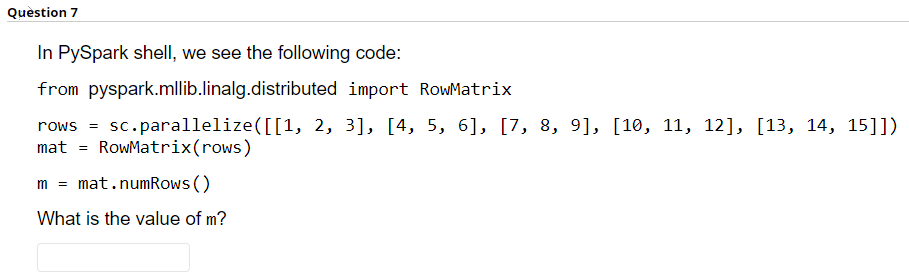 Question 7
In PySpark shell, we see the following code:
from pyspark.mllib.linalg.distributed import RowMatrix
rows = sc.parallelize([[1, 2, 3], [4, 5, 6], [7, 8, 9], [10, 11, 12], [13, 14, 15]])
mat = RowMatrix(rows)
m = mat.numRows()
What is the value of m?